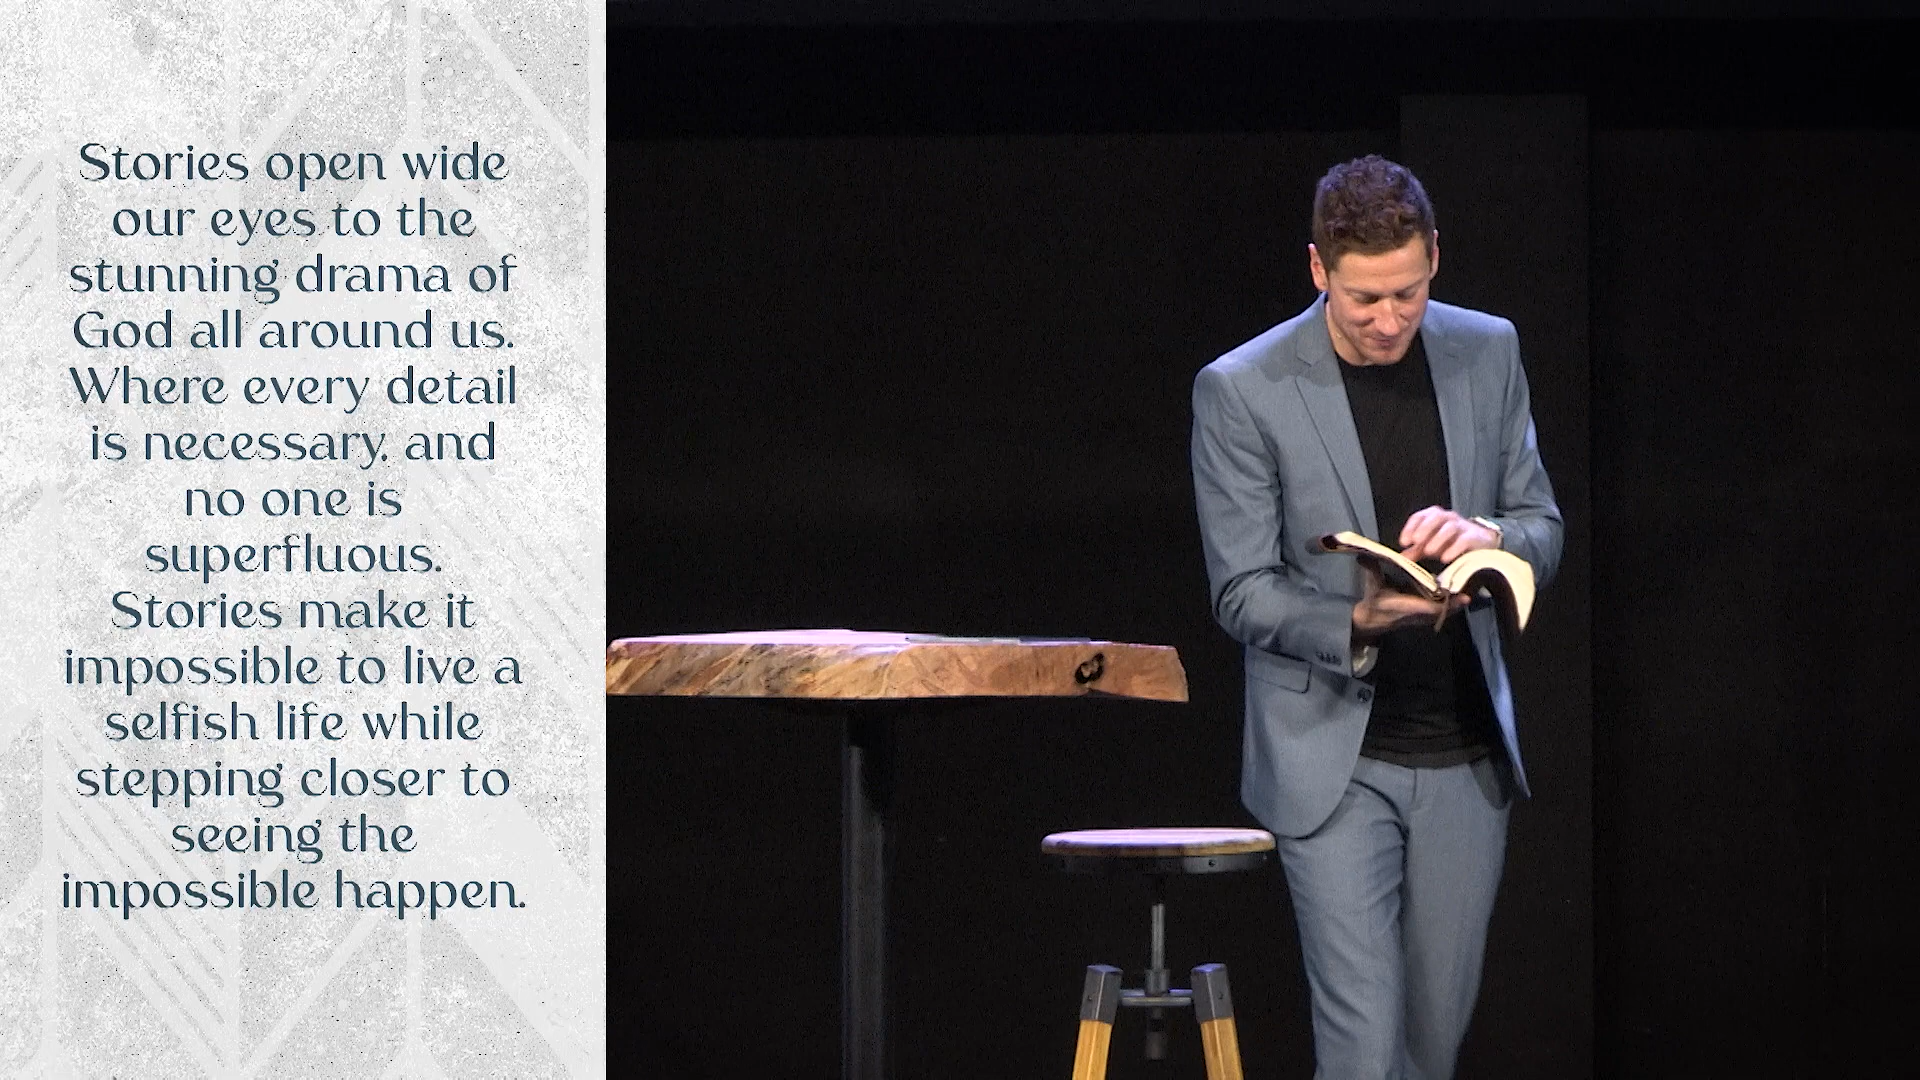 Stories open wide
our eyes to the
stunning drama of
God all around us.
Where every detail
is necessary, and
no one is
superfluous.
Stories make it
impossible to live a
selfish life while
stepping closer to
seeing the
impossible happen.